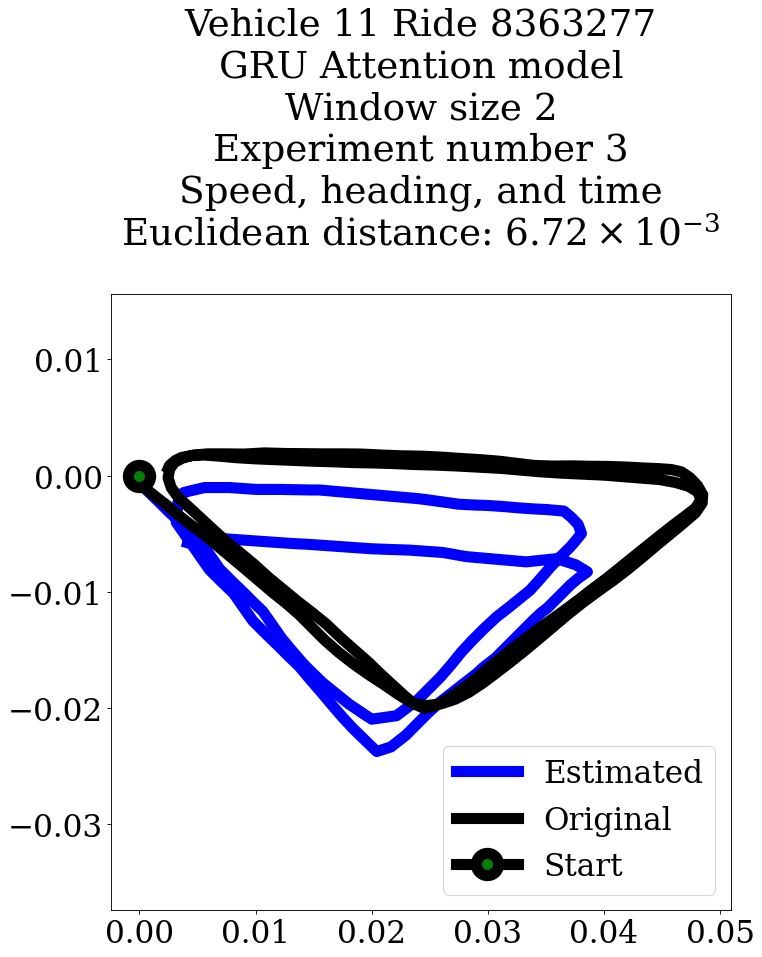 Vehicle 11 Ride 8363277
GRU Attention model
Window size 2
Experiment number 3
Speed, heading, and time
Euclidean distance: 6.72 × 10⁻³
0.01
0.00
−0.01
−0.02
−0.03
Estimated
Original
Start
0.00 0.01 0.02 0.03 0.04 0.05